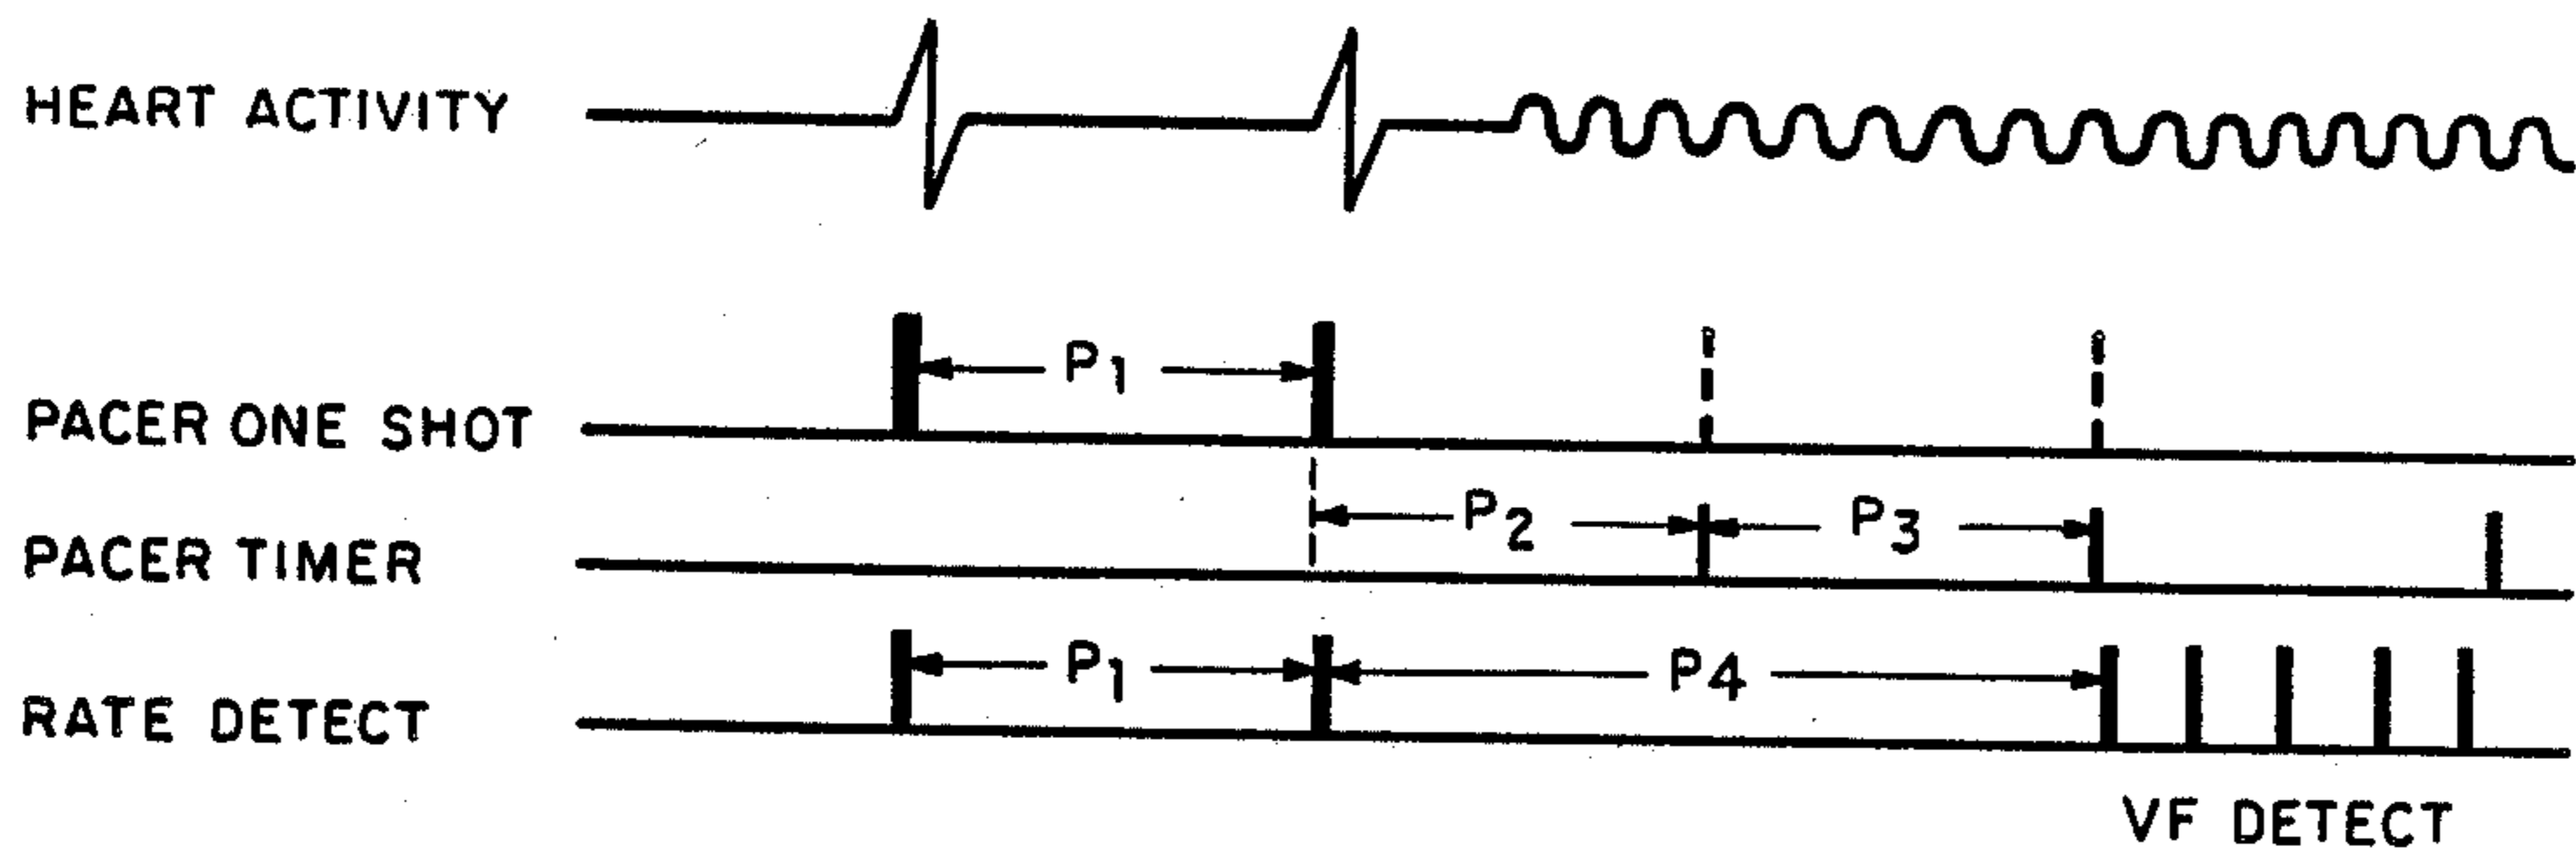 HEART ACTIVITY
P1
PACER ONE SHOT
P2
P3
PACER TIMER
P1
P4
RATE DETECT
VF DETECT